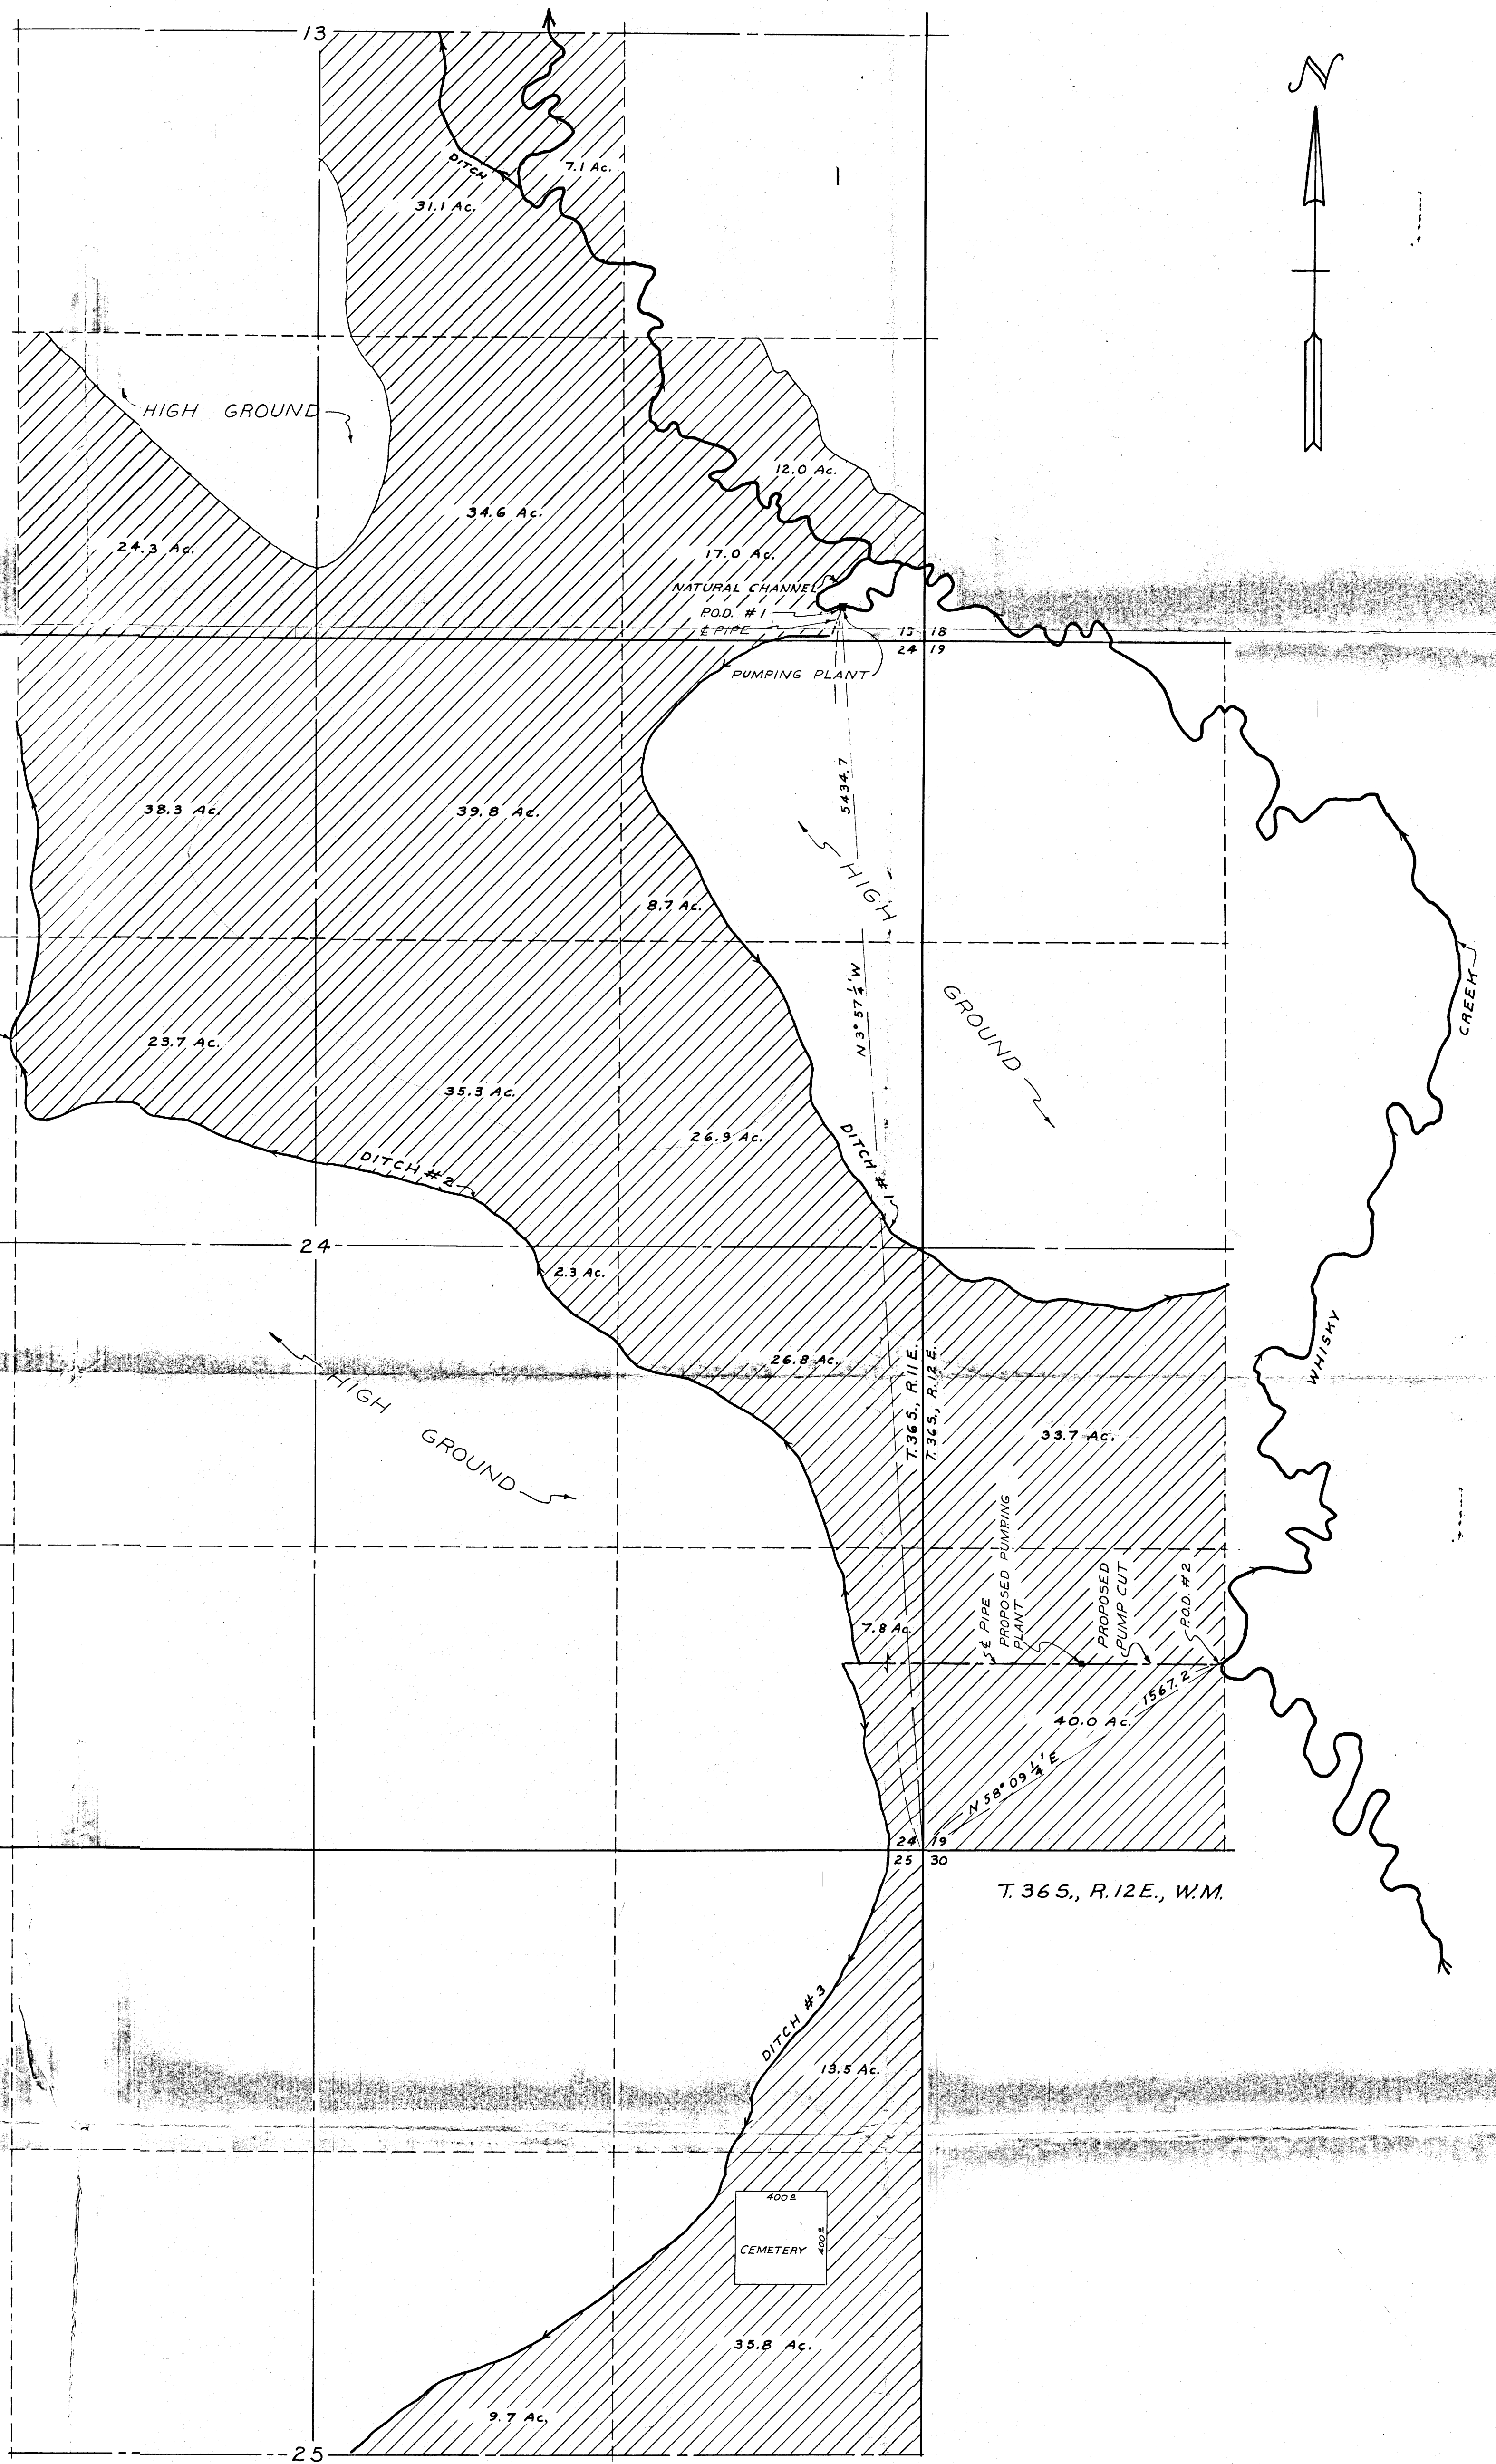 13
N
DITCH
7.1 Ac.
31.1 Ac.
HIGH GROUND
12.0 Ac.
34.6 Ac.
24.3 Ac.
17.0 Ac.
NATURAL CHANNEL
P.O.D. #1
℄ PIPE
13 18
24 19
PUMPING PLANT
5434.7
38.3 Ac.
39.8 Ac.
HIGH
8.7 Ac.
N 3° 57 ¼' W
GROUND
CREEK
23.7 Ac.
35.3 Ac.
26.9 Ac.
DITCH #1
DITCH #2
24
2.3 Ac.
26.8 Ac.
T. 36 S., R. 11 E.
T. 36 S., R. 12 E.
WHISKY
HIGH
GROUND
33.7 Ac.
℄ PIPE
PROPOSED PUMPING
PLANT
PROPOSED
PUMP CUT
P.O.D. #2
7.8 Ac.
1567.2
40.0 Ac.
N 58° 09 ¼' E
24 19
25 30
T. 36 S., R. 12 E., W.M.
DITCH #3
13.5 Ac.
400 º
400 º
CEMETERY
35.8 Ac.
9.7 Ac.
25